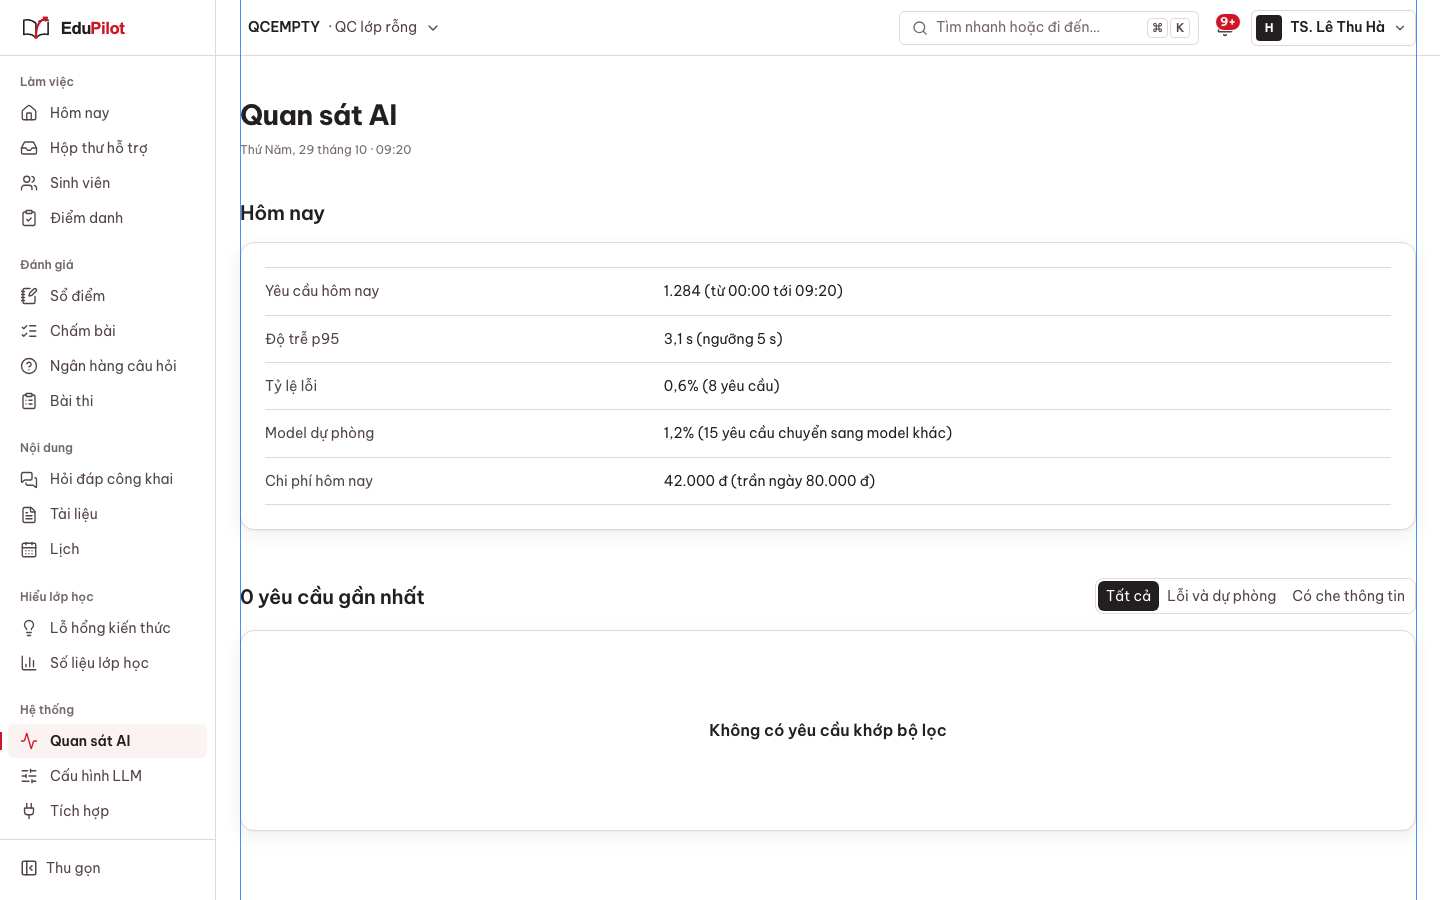 EduPilot
QCEMPTY · QC lớp rỗng
Tìm nhanh hoặc đi đến... ⌘ K
9+
H TS. Lê Thu Hà
Làm việc
Hôm nay
Hộp thư hỗ trợ
Sinh viên
Điểm danh
Đánh giá
Sổ điểm
Chấm bài
Ngân hàng câu hỏi
Bài thi
Nội dung
Hỏi đáp công khai
Tài liệu
Lịch
Hiểu lớp học
Lỗ hổng kiến thức
Số liệu lớp học
Hệ thống
Quan sát AI
Cấu hình LLM
Tích hợp
Thu gọn
Quan sát AI
Thứ Năm, 29 tháng 10 · 09:20
Hôm nay
Yêu cầu hôm nay 1.284 (từ 00:00 tới 09:20)
Độ trễ p95 3,1 s (ngưỡng 5 s)
Tỷ lệ lỗi 0,6% (8 yêu cầu)
Model dự phòng 1,2% (15 yêu cầu chuyển sang model khác)
Chi phí hôm nay 42.000 đ (trần ngày 80.000 đ)
0 yêu cầu gần nhất
Tất cả Lỗi và dự phòng Có che thông tin
Không có yêu cầu khớp bộ lọc